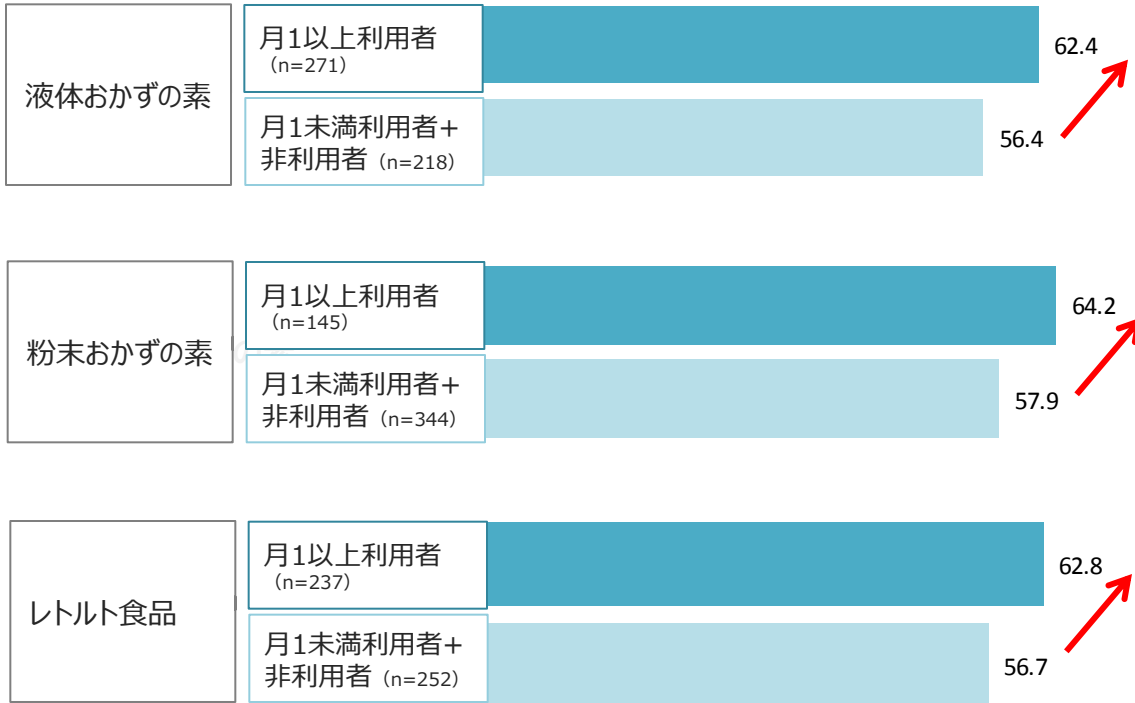 液体おかずの素
月1以上利用者
（n=271）
62.4
月1未満利用者+
非利用者（n=218）
56.4
粉末おかずの素
月1以上利用者
（n=145）
64.2
月1未満利用者+
非利用者（n=344）
57.9
レトルト食品
月1以上利用者
（n=237）
62.8
月1未満利用者+
非利用者（n=252）
56.7